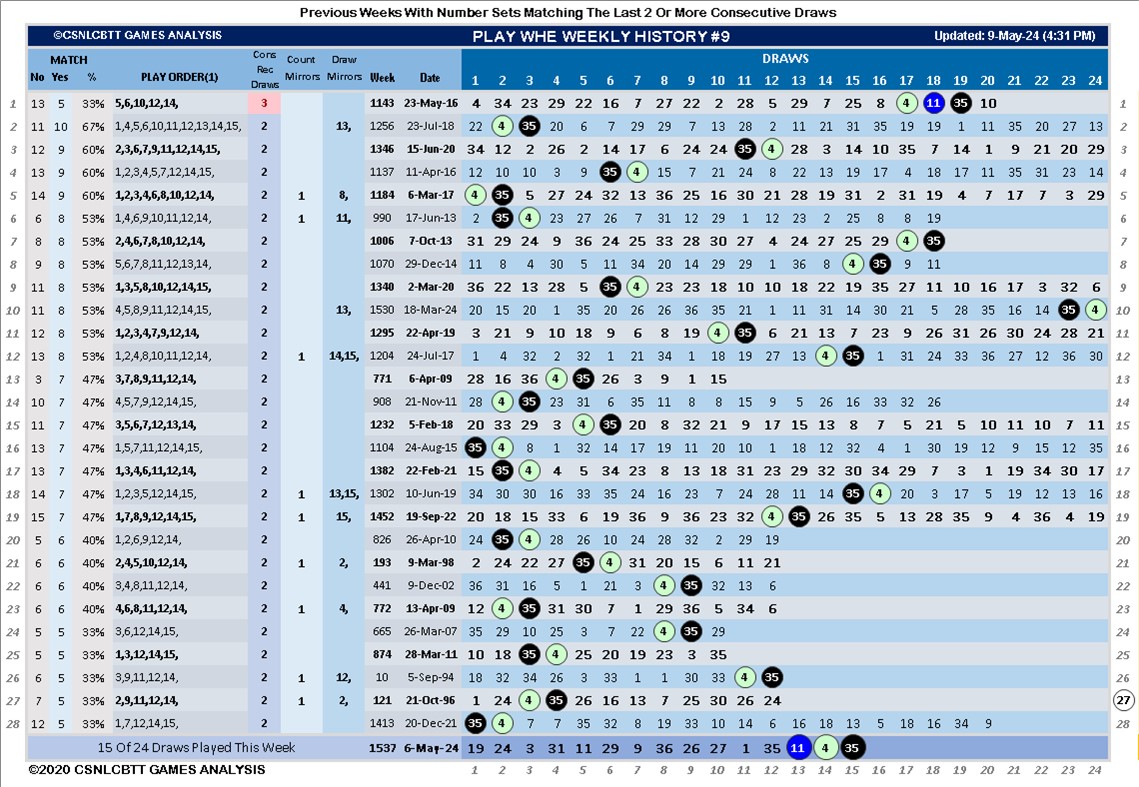 Previous Weeks With Number Sets Matching The Last 2 Or More Consecutive Draws
©CSNLCBTT GAMES ANALYSIS PLAY WHE WEEKLY HISTORY #9 Updated: 9-May-24 (4:31 PM)
MATCH Cons Count Draw DRAWS
No Yes % PLAY ORDER(1) Rec Draws Mirrors Mirrors Week Date 1 2 3 4 5 6 7 8 9 10 11 12 13 14 15 16 17 18 19 20 21 22 23 24
1 13 5 33% 5,6,10,12,14, 3 1143 23-May-16 4 34 23 29 22 16 7 27 22 2 28 5 29 7 25 8 4 11 35 10 1
2 11 10 67% 1,4,5,6,10,11,12,13,14,15, 2 13, 1256 23-Jul-18 22 4 35 20 6 7 29 29 7 13 28 2 11 21 31 35 19 19 1 11 35 20 27 13 2
3 12 9 60% 2,3,6,7,9,11,12,14,15, 2 1346 15-Jun-20 34 12 2 26 2 14 17 6 24 24 35 4 28 3 14 10 35 7 14 1 9 21 20 29 3
4 13 9 60% 1,2,3,4,5,7,12,14,15, 2 1137 11-Apr-16 12 10 10 3 9 35 4 15 7 21 24 8 22 13 19 17 4 18 17 11 35 31 23 14 4
5 14 9 60% 1,2,3,4,6,8,10,12,14, 2 1 8, 1184 6-Mar-17 4 35 5 27 24 32 13 36 25 16 30 21 28 19 31 2 31 19 4 7 17 7 3 29 5
6 6 8 53% 1,4,6,9,10,11,12,14, 2 1 11, 990 17-Jun-13 2 35 4 23 27 26 7 31 12 29 1 12 23 2 25 8 8 19 6
7 8 8 53% 2,4,6,7,8,10,12,14, 2 1006 7-Oct-13 31 29 24 9 36 24 25 33 28 30 27 4 24 27 25 29 4 35 7
8 9 8 53% 5,6,7,8,11,12,13,14, 2 1070 29-Dec-14 11 8 4 30 5 11 34 20 14 29 29 1 36 8 4 35 9 11 8
9 11 8 53% 1,3,5,8,10,12,14,15, 2 1340 2-Mar-20 36 22 13 28 5 35 4 23 23 18 10 10 18 22 19 35 27 9 11 10 16 17 3 32 6 9
10 11 8 53% 4,5,8,9,11,12,14,15, 2 13, 1530 18-Mar-24 20 15 20 1 35 20 26 26 36 35 21 1 11 31 14 30 21 5 28 35 16 14 35 4 10
11 12 8 53% 1,2,3,4,7,9,12,14, 2 1295 22-Apr-19 3 21 9 10 18 9 6 8 19 4 35 6 21 13 7 23 9 26 31 26 30 24 28 21 11
12 13 8 53% 1,2,4,8,10,11,12,14, 2 1 14,15, 1204 24-Jul-17 1 4 32 2 32 1 21 34 1 18 19 27 13 4 35 1 31 24 33 36 27 12 36 30 12
13 3 7 47% 3,7,8,9,11,12,14, 2 771 6-Apr-09 28 16 36 4 35 26 3 9 1 15 13
14 10 7 47% 4,5,7,9,12,14,15, 2 908 21-Nov-11 28 4 35 23 31 6 35 11 8 8 15 9 5 26 16 33 32 26 14
15 11 7 47% 3,5,6,7,12,13,14, 2 1232 5-Feb-18 20 33 29 3 4 35 20 8 32 21 9 17 15 13 8 7 5 21 5 10 11 10 7 11 15
16 13 7 47% 1,5,7,11,12,14,15, 2 1104 24-Aug-15 35 4 8 1 32 14 17 19 11 20 10 1 18 12 32 4 1 30 19 12 9 15 12 35 16
17 13 7 47% 1,3,4,6,11,12,14, 2 1382 22-Feb-21 15 35 4 4 5 34 23 8 13 18 31 23 29 32 30 34 29 7 3 1 19 34 30 17 17
18 14 7 47% 1,2,3,5,12,14,15, 2 1 13,15, 1302 10-Jun-19 34 30 30 16 33 35 24 16 23 7 24 28 11 14 35 4 20 3 17 5 19 12 13 16 18
19 15 7 47% 1,7,8,9,12,14,15, 2 1 15, 1452 19-Sep-22 20 18 15 33 6 19 36 9 36 23 32 4 35 26 35 5 13 28 35 9 4 36 4 19 19
20 5 6 40% 1,2,6,9,12,14, 2 826 26-Apr-10 24 35 4 28 26 10 24 28 32 2 29 19 20
21 6 6 40% 2,4,5,10,12,14, 2 1 2, 193 9-Mar-98 2 24 22 27 35 4 31 20 15 6 11 21 21
22 6 6 40% 3,4,8,11,12,14, 2 441 9-Dec-02 36 31 16 5 1 21 3 4 35 32 13 6 22
23 6 6 40% 4,6,8,11,12,14, 2 1 4, 772 13-Apr-09 12 4 35 31 30 7 1 29 36 5 34 6 23
24 5 5 33% 3,6,12,14,15, 2 665 26-Mar-07 35 29 10 25 3 7 22 4 35 29 24
25 5 5 33% 1,3,12,14,15, 2 874 28-Mar-11 10 18 35 4 25 20 19 23 3 35 25
26 6 5 33% 3,9,11,12,14, 2 1 12, 10 5-Sep-94 18 32 34 26 3 33 1 1 30 33 4 35 26
27 7 5 33% 2,9,11,12,14, 2 1 2, 121 21-Oct-96 1 24 4 35 26 16 13 7 25 30 26 24 27
28 12 5 33% 1,7,12,14,15, 2 1413 20-Dec-21 35 4 7 7 35 32 8 19 33 10 14 6 16 18 13 5 18 16 34 9 28
15 Of 24 Draws Played This Week 1537 6-May-24 19 24 3 31 11 29 9 36 26 27 1 35 11 4 35
©2020 CSNLCBTT GAMES ANALYSIS 1 2 3 4 5 6 7 8 9 10 11 12 13 14 15 16 17 18 19 20 21 22 23 24